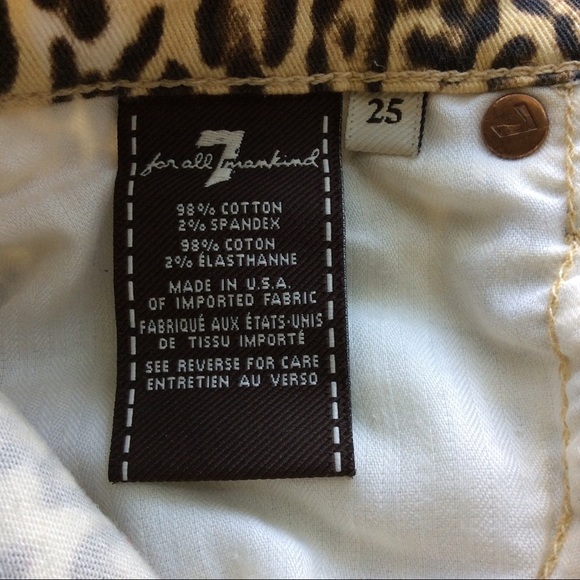 25
7
for all mankind
98% COTTON
2% SPANDEX
98% COTON
2% ÉLASTHANNE
MADE IN U.S.A.
OF IMPORTED FABRIC
FABRIQUÉ AUX ÉTATS-UNIS
DE TISSU IMPORTÉ
SEE REVERSE FOR CARE
ENTRETIEN AU VERSO